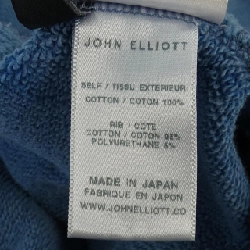 JOHN ELLIOTT
SELF / TISSU EXTERIEUR
COTTON / COTON 100%
RIB / COTE
COTTON / COTON 95%
POLYURETHANE 5%
MADE IN JAPAN
FABRIQUE EN JAPON
WWW.JOHNELLIOTT.CO